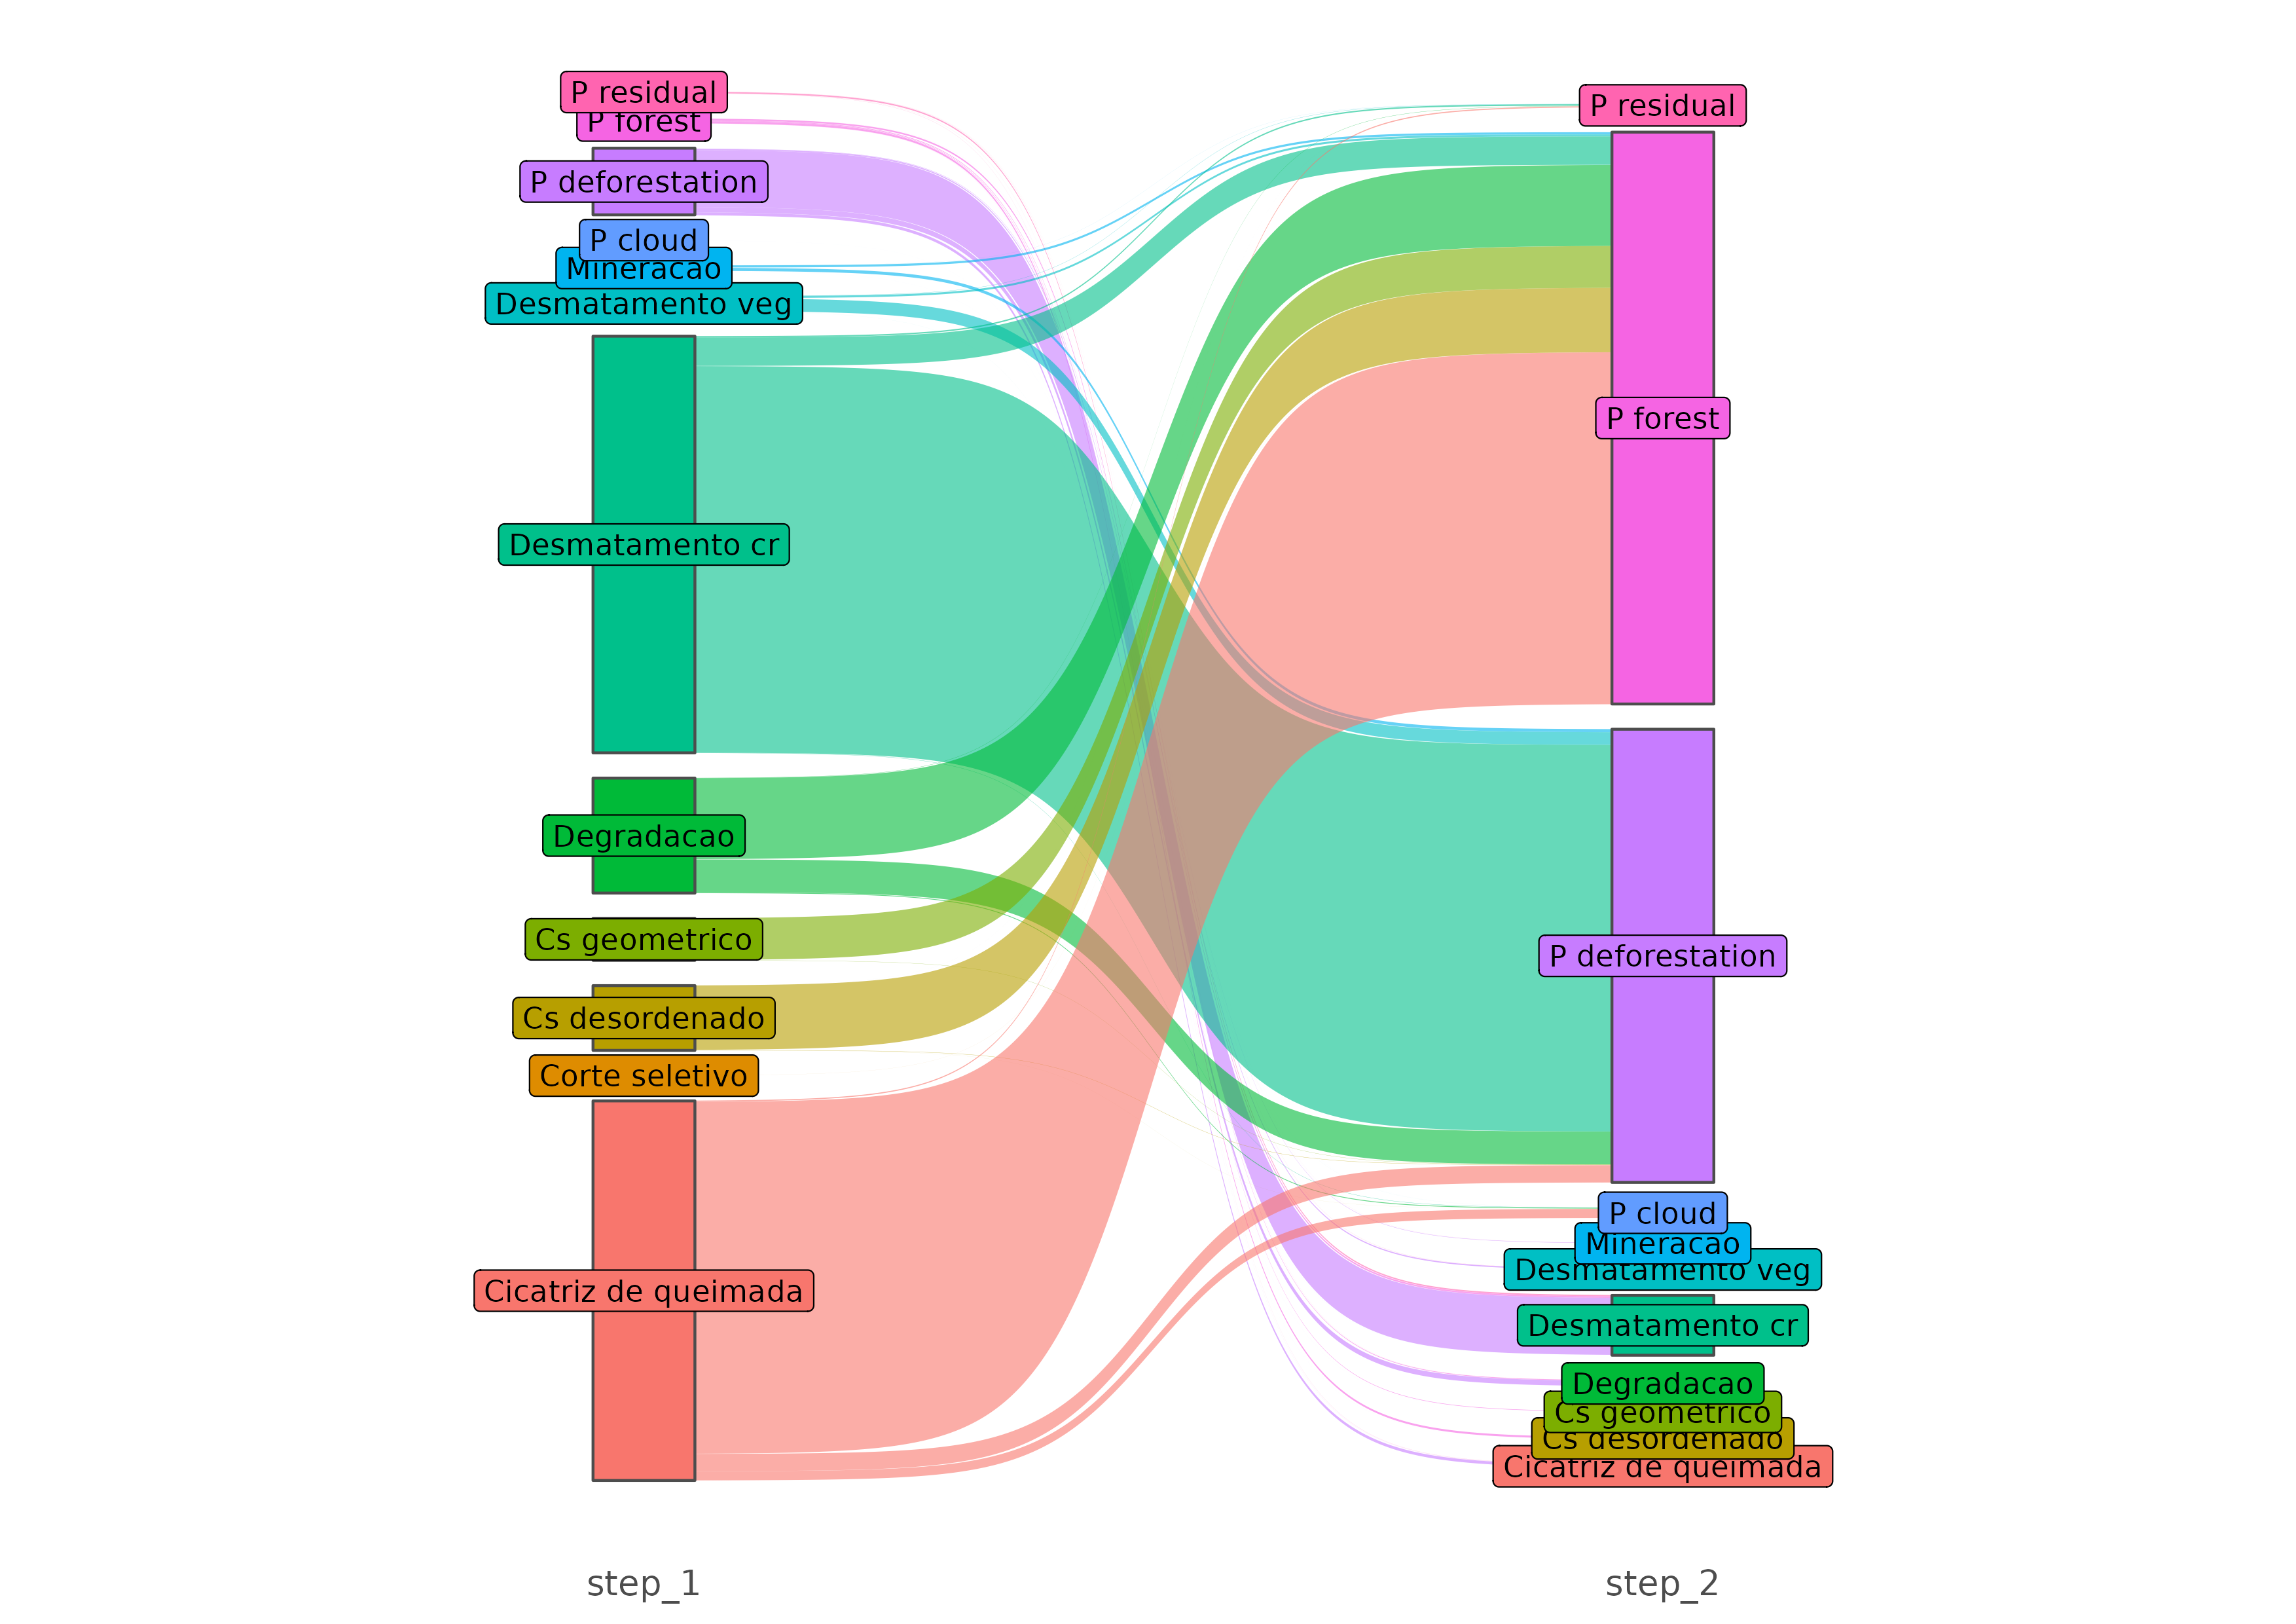 P residual
P forest
P deforestation
P cloud
Mineracao
Desmatamento veg
Desmatamento cr
Degradacao
Cs geometrico
Cs desordenado
Corte seletivo
Cicatriz de queimada
step_1
P residual
P forest
P deforestation
P cloud
Mineracao
Desmatamento veg
Desmatamento cr
Degradacao
Cs geometrico
Cs desordenado
Cicatriz de queimada
step_2